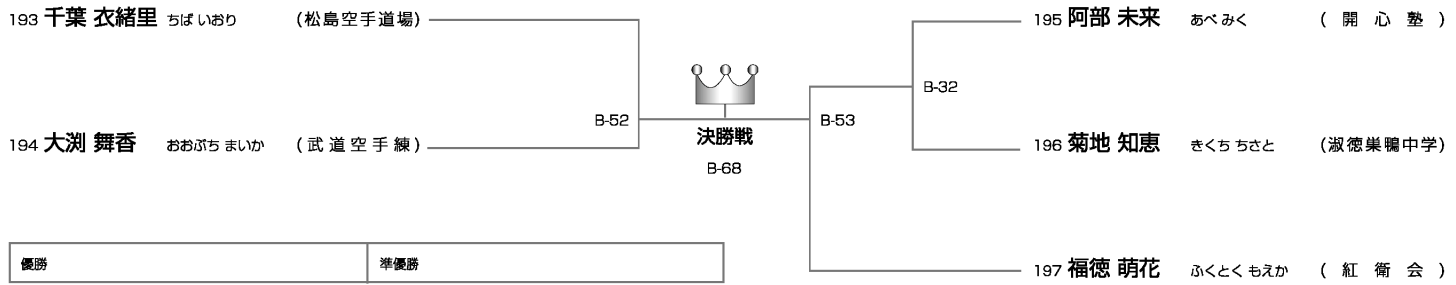 193 千葉 衣緒里 ちば いおり (松島空手道場)
194 大渕 舞香 おおぶち まいか (武道空手練)
B-52
決勝戦
B-68
B-53
B-32
195 阿部 未来 あべ みく (開心塾)
196 菊地 知恵 きくち ちさと (淑徳巣鴨中学)
197 福徳 萌花 ふくとく もえか (紅衛会)
優勝 準優勝